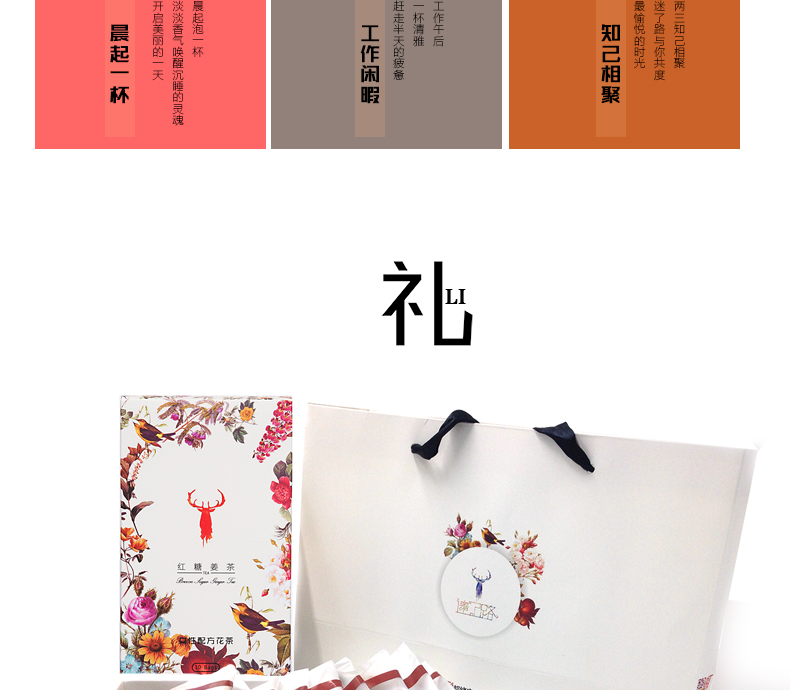 晨起一杯
晨起泡一杯
淡淡香气唤醒沉睡的灵魂
开启美丽的一天
工作闲暇
工作午后
一杯清雅
赶走半天的疲惫
知己相聚
两三知己相聚
迷了路与你共度
最愉悦的时光
礼
LI
红糖姜茶
TEA
Brown Sugar Ginger Tea
女性配方花茶
10 Bags